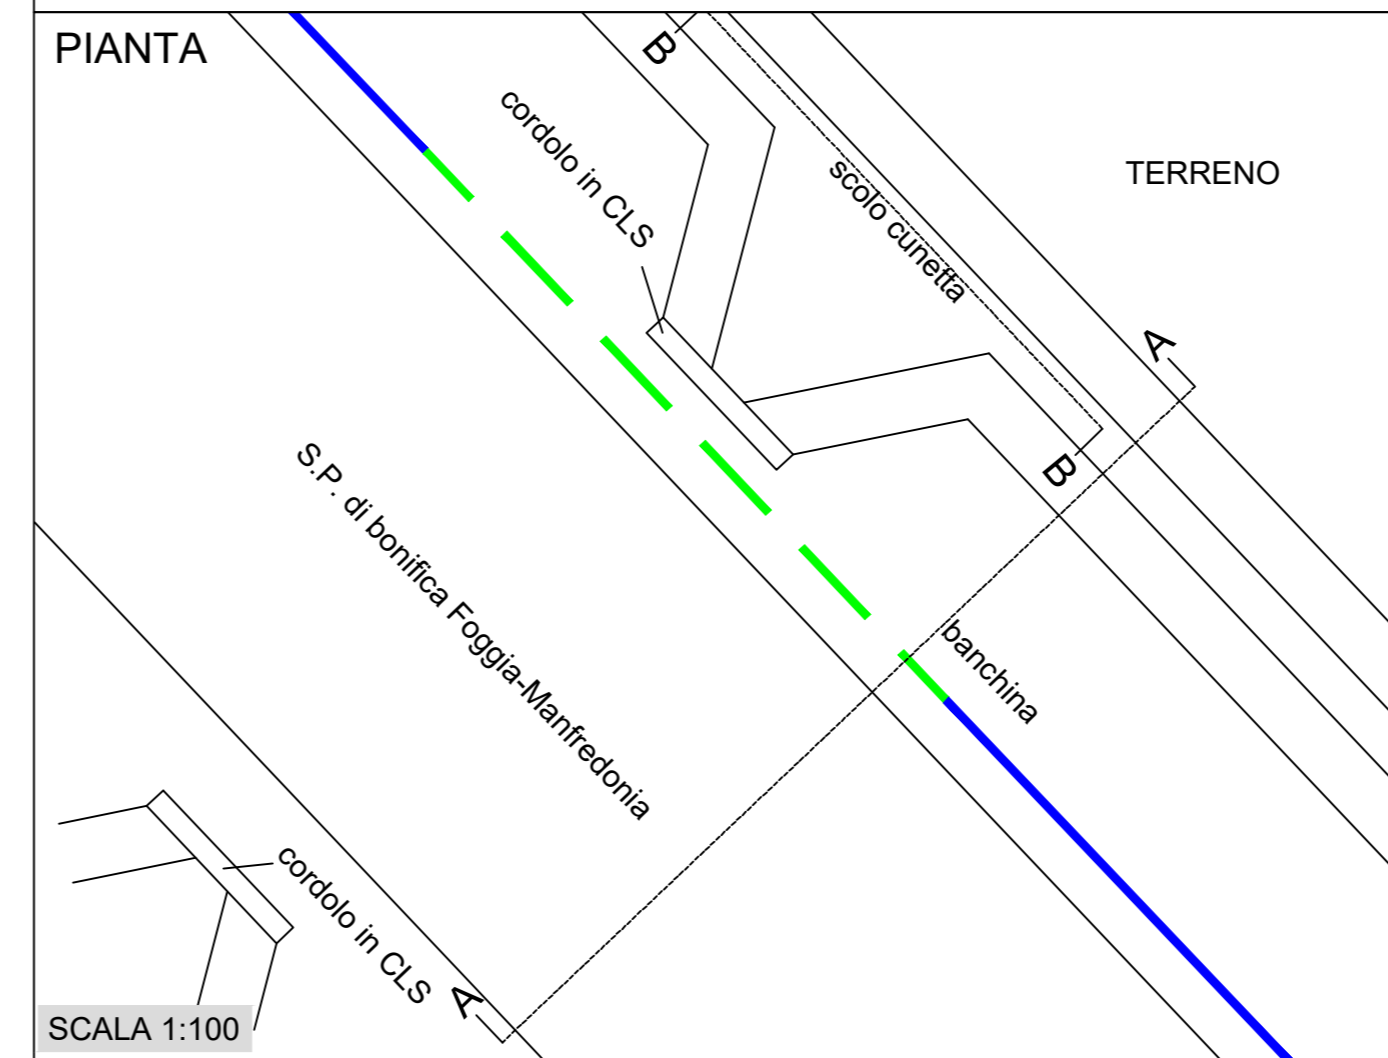 PIANTA
B
cordolo in CLS
scolo cunetta
TERRENO
A
B
S.P. di bonifica Foggia-Manfredonia
banchina
cordolo in CLS
A
SCALA 1:100